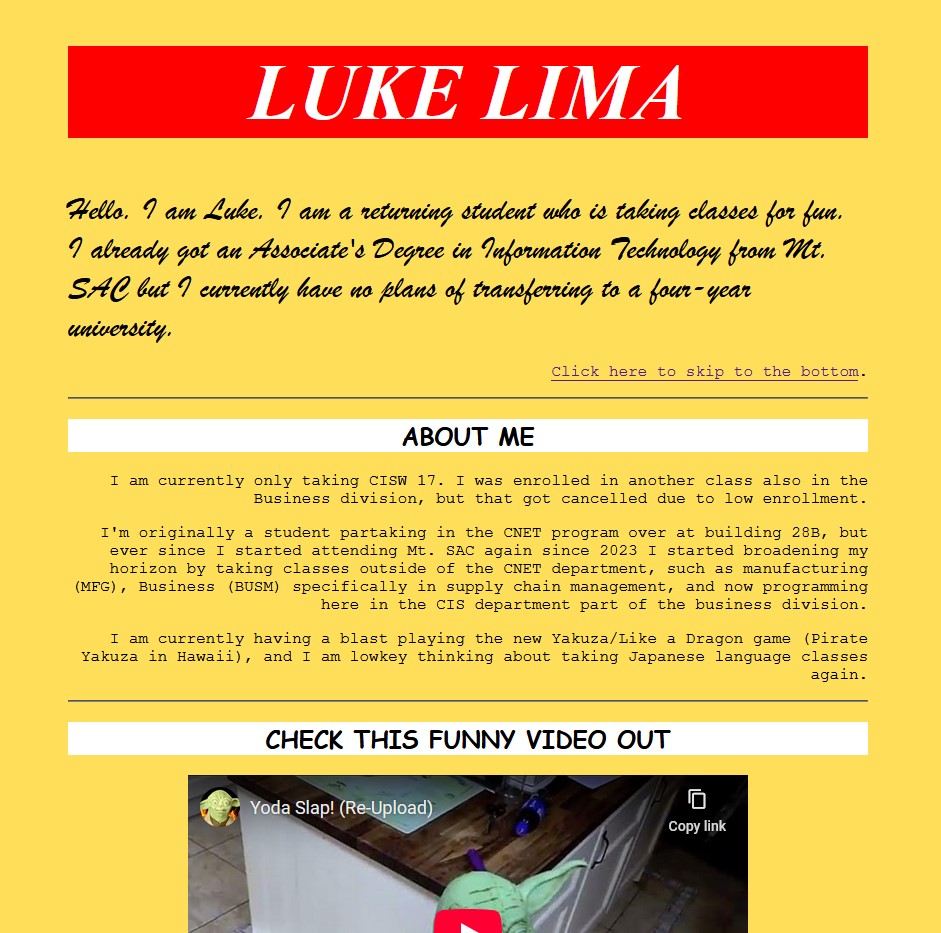 LUKE LIMA
Hello. I am Luke. I am a returning student who is taking classes for fun.
I already got an Associate's Degree in Information Technology from Mt.
SAC but I currently have no plans of transferring to a four-year
university.
Click here to skip to the bottom.
ABOUT ME
I am currently only taking CISW 17. I was enrolled in another class also in the
Business division, but that got cancelled due to low enrollment.
I'm originally a student partaking in the CNET program over at building 28B, but
ever since I started attending Mt. SAC again since 2023 I started broadening my
horizon by taking classes outside of the CNET department, such as manufacturing
(MFG), Business (BUSM) specifically in supply chain management, and now programming
here in the CIS department part of the business division.
I am currently having a blast playing the new Yakuza/Like a Dragon game (Pirate
Yakuza in Hawaii), and I am lowkey thinking about taking Japanese language classes
again.
CHECK THIS FUNNY VIDEO OUT
Yoda Slap! (Re-Upload)
Copy link